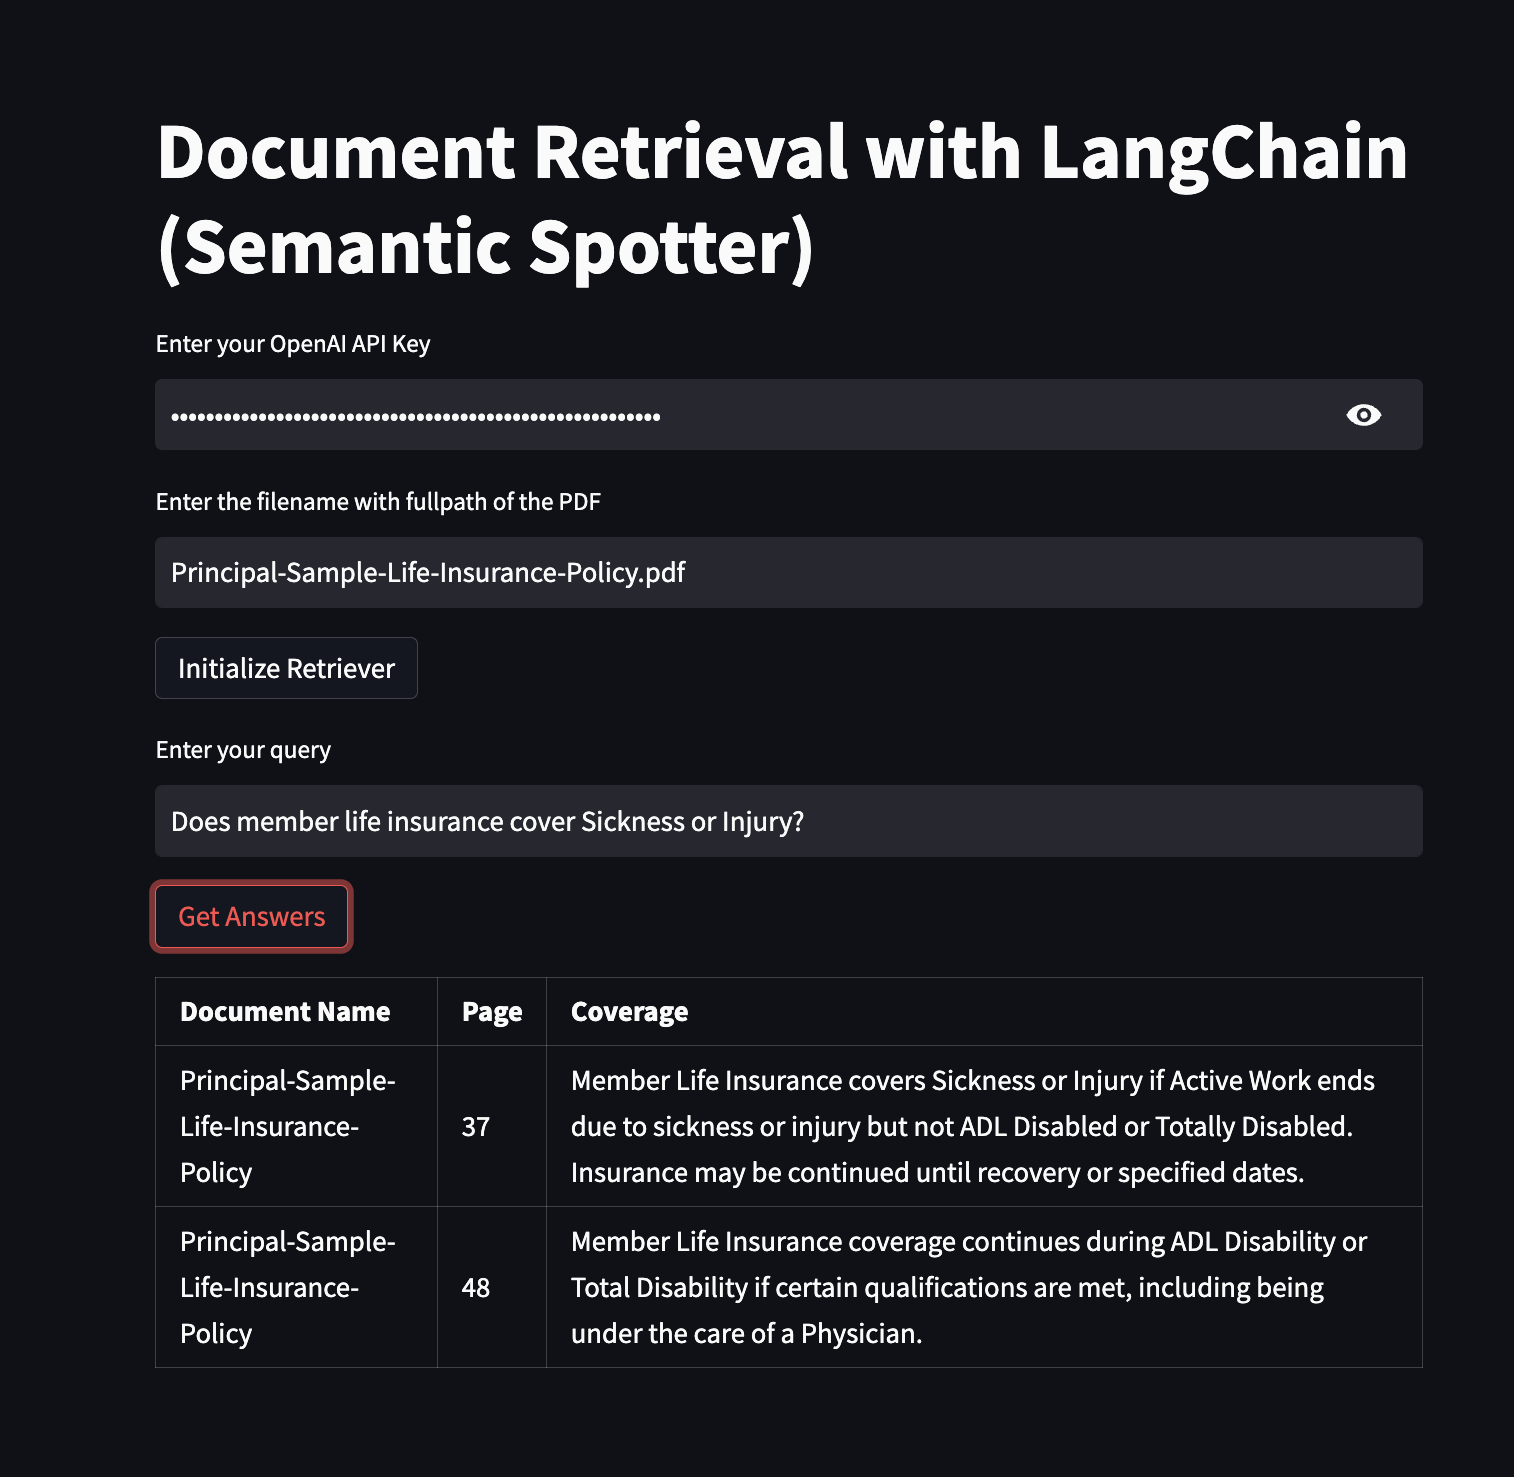 Document Retrieval with LangChain
(Semantic Spotter)
Enter your OpenAI API Key
Enter the filename with fullpath of the PDF
Principal-Sample-Life-Insurance-Policy.pdf
Initialize Retriever
Enter your query
Does member life insurance cover Sickness or Injury?
Get Answers
Document Name Page Coverage
Principal-Sample-
Life-Insurance-
Policy
37
Member Life Insurance covers Sickness or Injury if Active Work ends
due to sickness or injury but not ADL Disabled or Totally Disabled.
Insurance may be continued until recovery or specified dates.
Principal-Sample-
Life-Insurance-
Policy
48
Member Life Insurance coverage continues during ADL Disability or
Total Disability if certain qualifications are met, including being
under the care of a Physician.